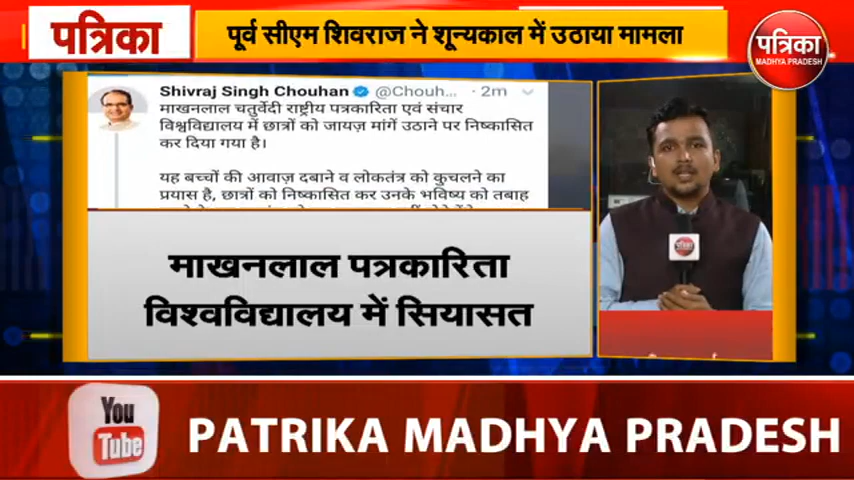 पत्रिका
पूर्व सीएम शिवराज ने शून्यकाल में उठाया मामला
पत्रिका
MADHYA PRADESH
Shivraj Singh Chouhan @Chouh... · 2m
माखनलाल चतुर्वेदी राष्ट्रीय पत्रकारिता एवं संचार
विश्वविद्यालय में छात्रों को जायज़ मांगें उठाने पर निष्कासित
कर दिया गया है।
यह बच्चों की आवाज़ दबाने व लोकतंत्र को कुचलने का
प्रयास है, छात्रों को निष्कासित कर उनके भविष्य को तबाह
पत्रिका
माखनलाल पत्रकारिता
विश्वविद्यालय में सियासत
You
Tube
PATRIKA MADHYA PRADESH